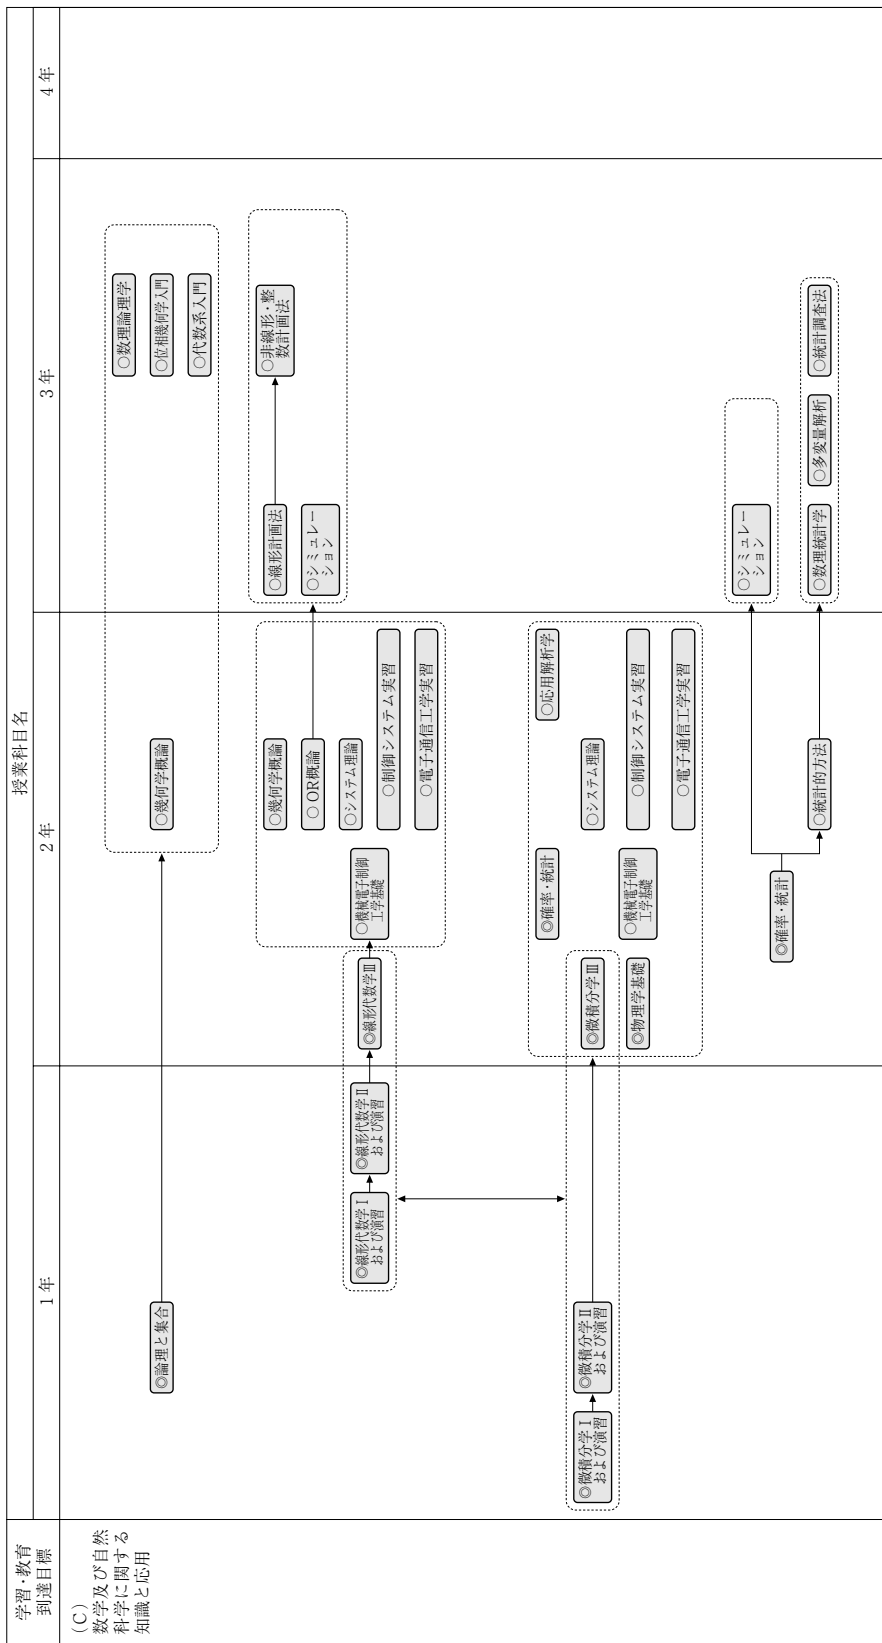 学習・教育
到達目標
授業科目名
1年
2年
3年
4年
(C)
数学及び自然
科学に関する
知識と応用
◎論理と集合
○幾何学概論
○数理論理学
○位相幾何学入門
○代数系入門
◎線形代数学Ⅰ
および演習
◎線形代数学Ⅱ
および演習
◎線形代数学Ⅲ
○機械電子制御
工学基礎
○幾何学概論
○OR概論
○システム理論
○制御システム実習
○電子通信工学実習
○線形計画法
○シミュレー
ション
○非線形・整
数計画法
◎微積分学Ⅰ
および演習
◎微積分学Ⅱ
および演習
◎微積分学Ⅲ
◎物理学基礎
◎確率・統計
○機械電子制御
工学基礎
○応用解析学
○システム理論
○制御システム実習
○電子通信工学実習
◎確率・統計
○統計的方法
○シミュレー
ション
○数理統計学
○多変量解析
○統計調査法